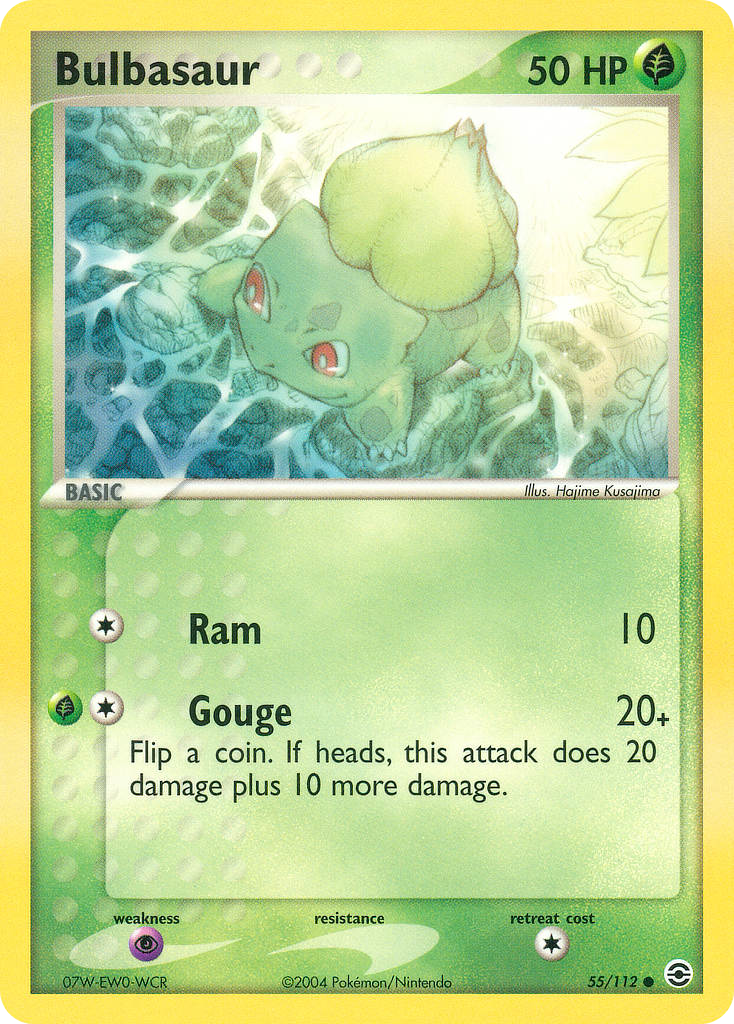 Bulbasaur 50 HP
BASIC
Illus. Hajime Kusajima
Ram 10
Gouge 20+
Flip a coin. If heads, this attack does 20
damage plus 10 more damage.
weakness resistance retreat cost
07W-EW0-WCR ©2004 Pokémon/Nintendo 55/112